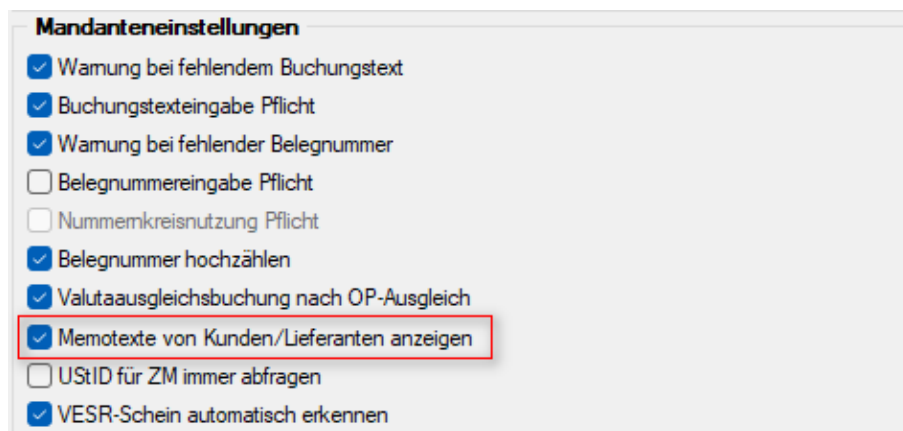 Mandanteneinstellungen
Warnung bei fehlendem Buchungstext
Buchungstexteingabe Pflicht
Warnung bei fehlender Belegnummer
Belegnummereingabe Pflicht
Nummernkreisnutzung Pflicht
Belegnummer hochzählen
Valutaausgleichsbuchung nach OP-Ausgleich
Memotexte von Kunden/Lieferanten anzeigen
UStID für ZM immer abfragen
VESR-Schein automatisch erkennen